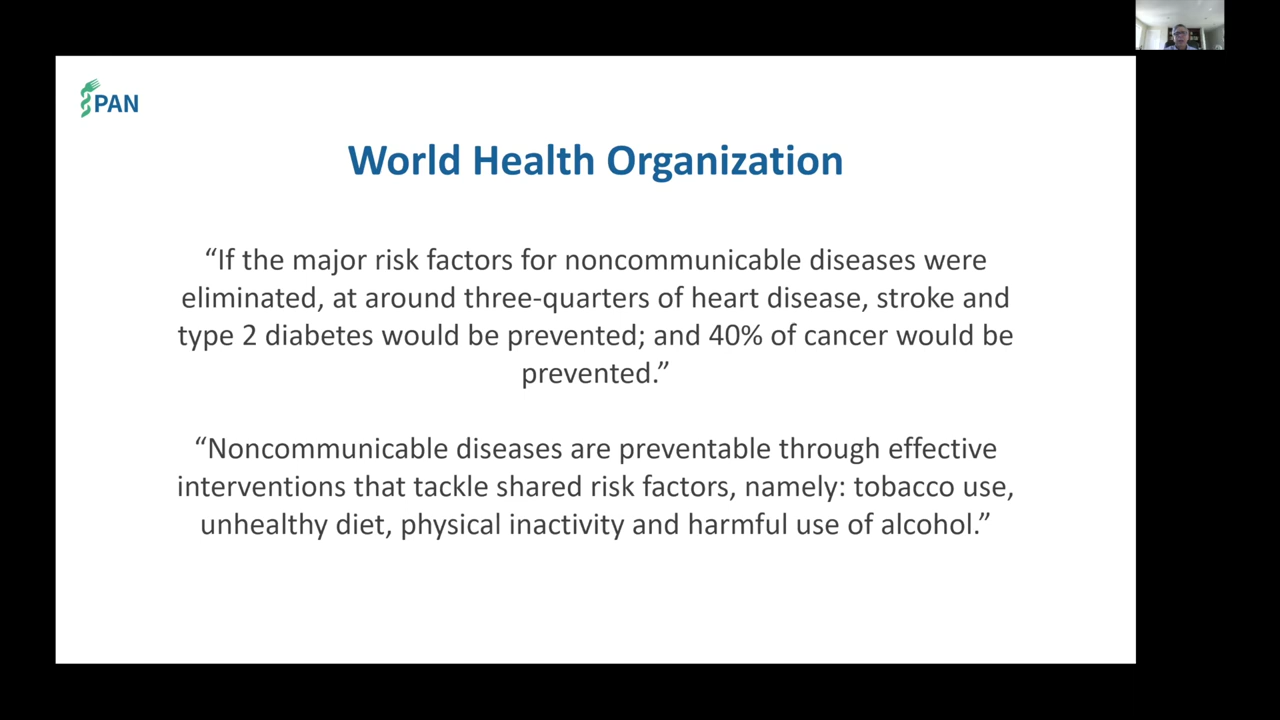 PAN
World Health Organization
“If the major risk factors for noncommunicable diseases were
eliminated, at around three-quarters of heart disease, stroke and
type 2 diabetes would be prevented; and 40% of cancer would be
prevented.”
“Noncommunicable diseases are preventable through effective
interventions that tackle shared risk factors, namely: tobacco use,
unhealthy diet, physical inactivity and harmful use of alcohol.”